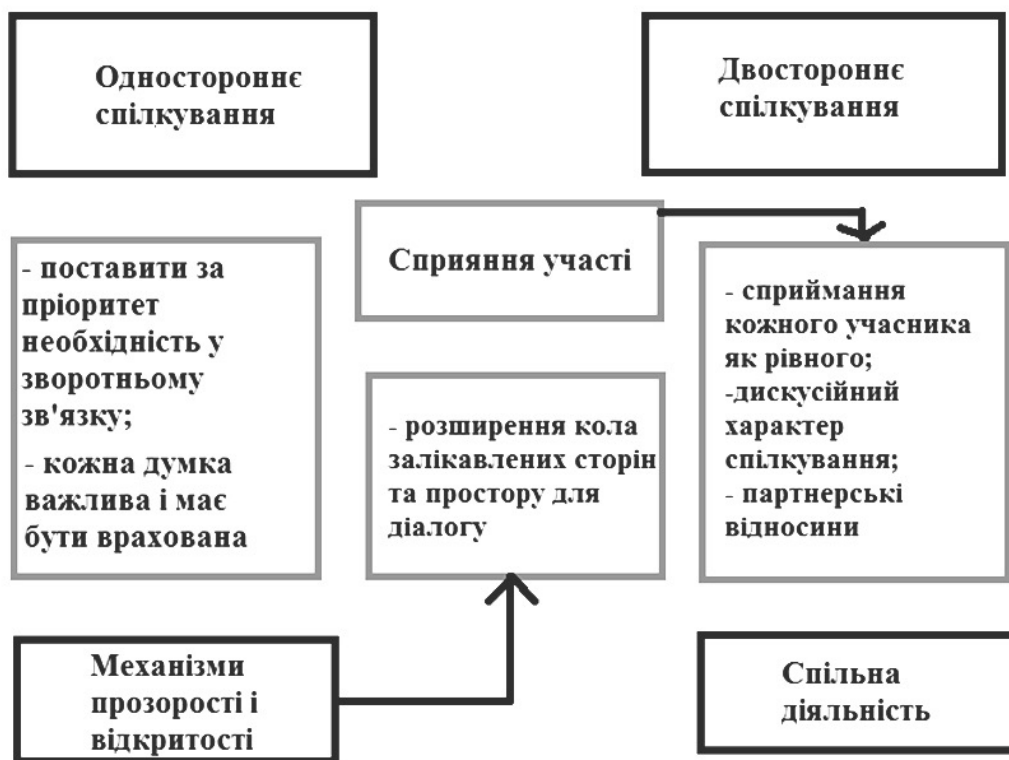 Одностороннє
спілкування
Двостороннє
спілкування
Сприяння участі
- поставити за
пріоритет
необхідність у
зворотньому
зв'язку;
- кожна думка
важлива і має
бути врахована
- розширення кола
залікавлених сторін
та простору для
діалогу
- сприймання
кожного учасника
як рівного;
-дискусійний
характер
спілкування;
- партнерські
відносини
Механізми
прозорості і
відкритості
Спільна
діяльність